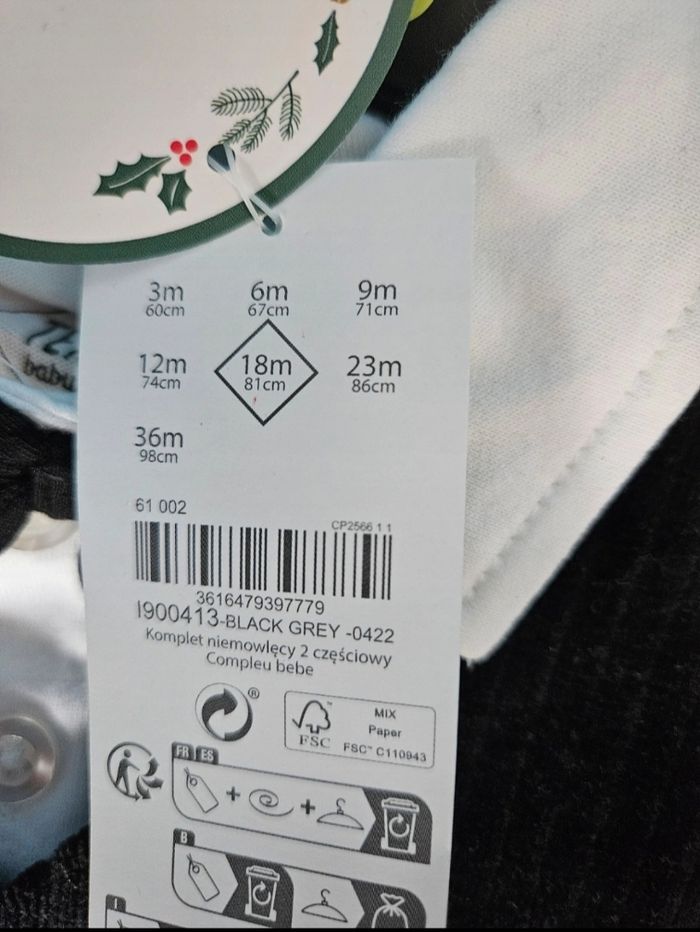 3m 6m 9m
60cm 67cm 71cm
12m 18m 23m
74cm 81cm 86cm
36m
98cm
61 002
CP2566 1 1
3616479397779
I900413-BLACK GREY -0422
Komplet niemowlęcy 2 częściowy
Compleu bebe
®
MIX
Paper
FSC™ C110943
FSC
FR ES
+ +
B
I